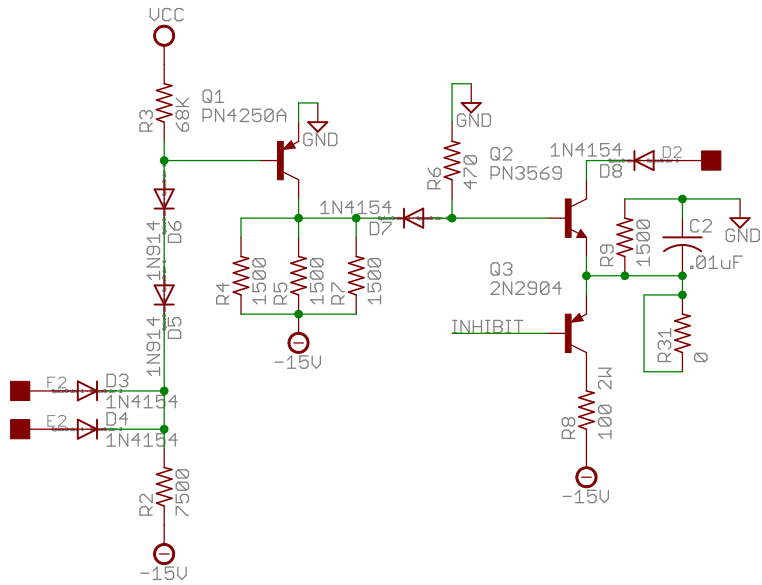 VCC
R3
68K
Q1
PN4250A
GND
D6
1N914
D5
1N914
F2
D3
1N4154
E2
D4
1N4154
R2
7500
-15V
R4
1500
R5
1500
R7
1500
-15V
1N4154
D7
R6
470
GND
Q2
PN3569
1N4154
D8
D2
R9
1500
C2
.01uF
GND
Q3
2N2904
INHIBIT
R31
0
R8
100
2W
-15V